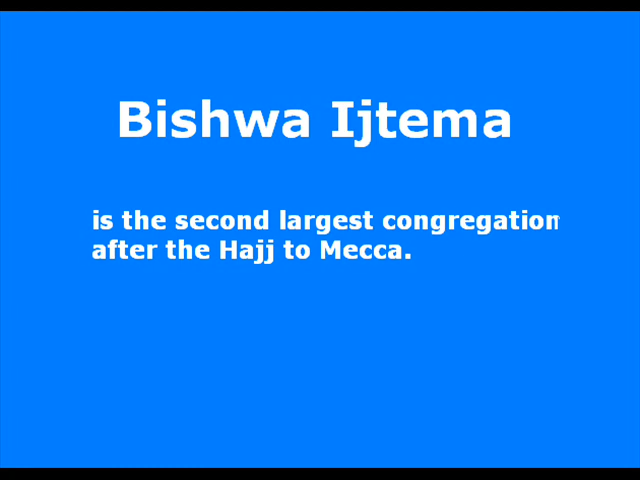 Bishwa Ijtema
is the second largest congregation
after the Hajj to Mecca.